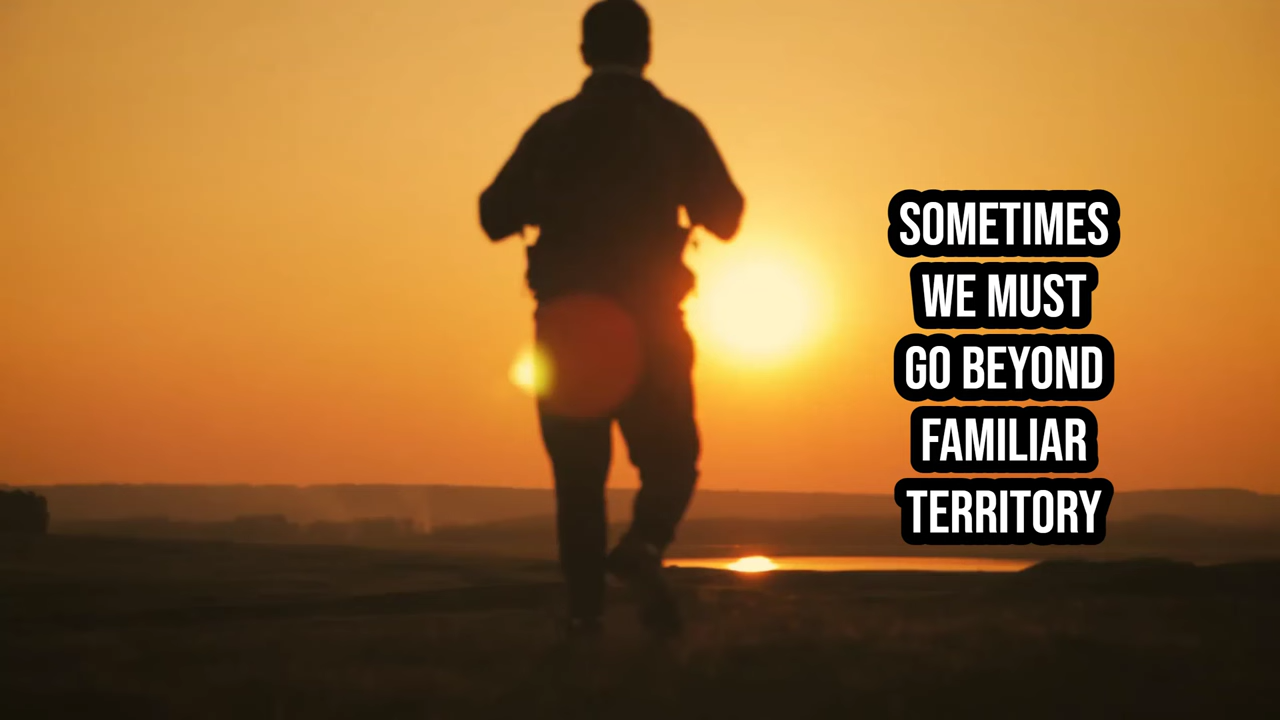 SOMETIMES
WE MUST
GO BEYOND
FAMILIAR
TERRITORY